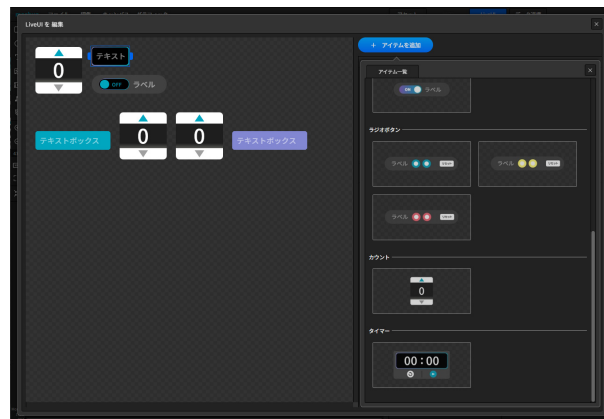 LiveUI を 編集
×
+ アイテムを追加
アイテム一覧
×
0
テキスト
OFF ラベル
テキストボックス
0
0
テキストボックス
ON ラベル
ラジオボタン
ラベル
ラベル
ラベル
カウント
0
タイマー
00:00